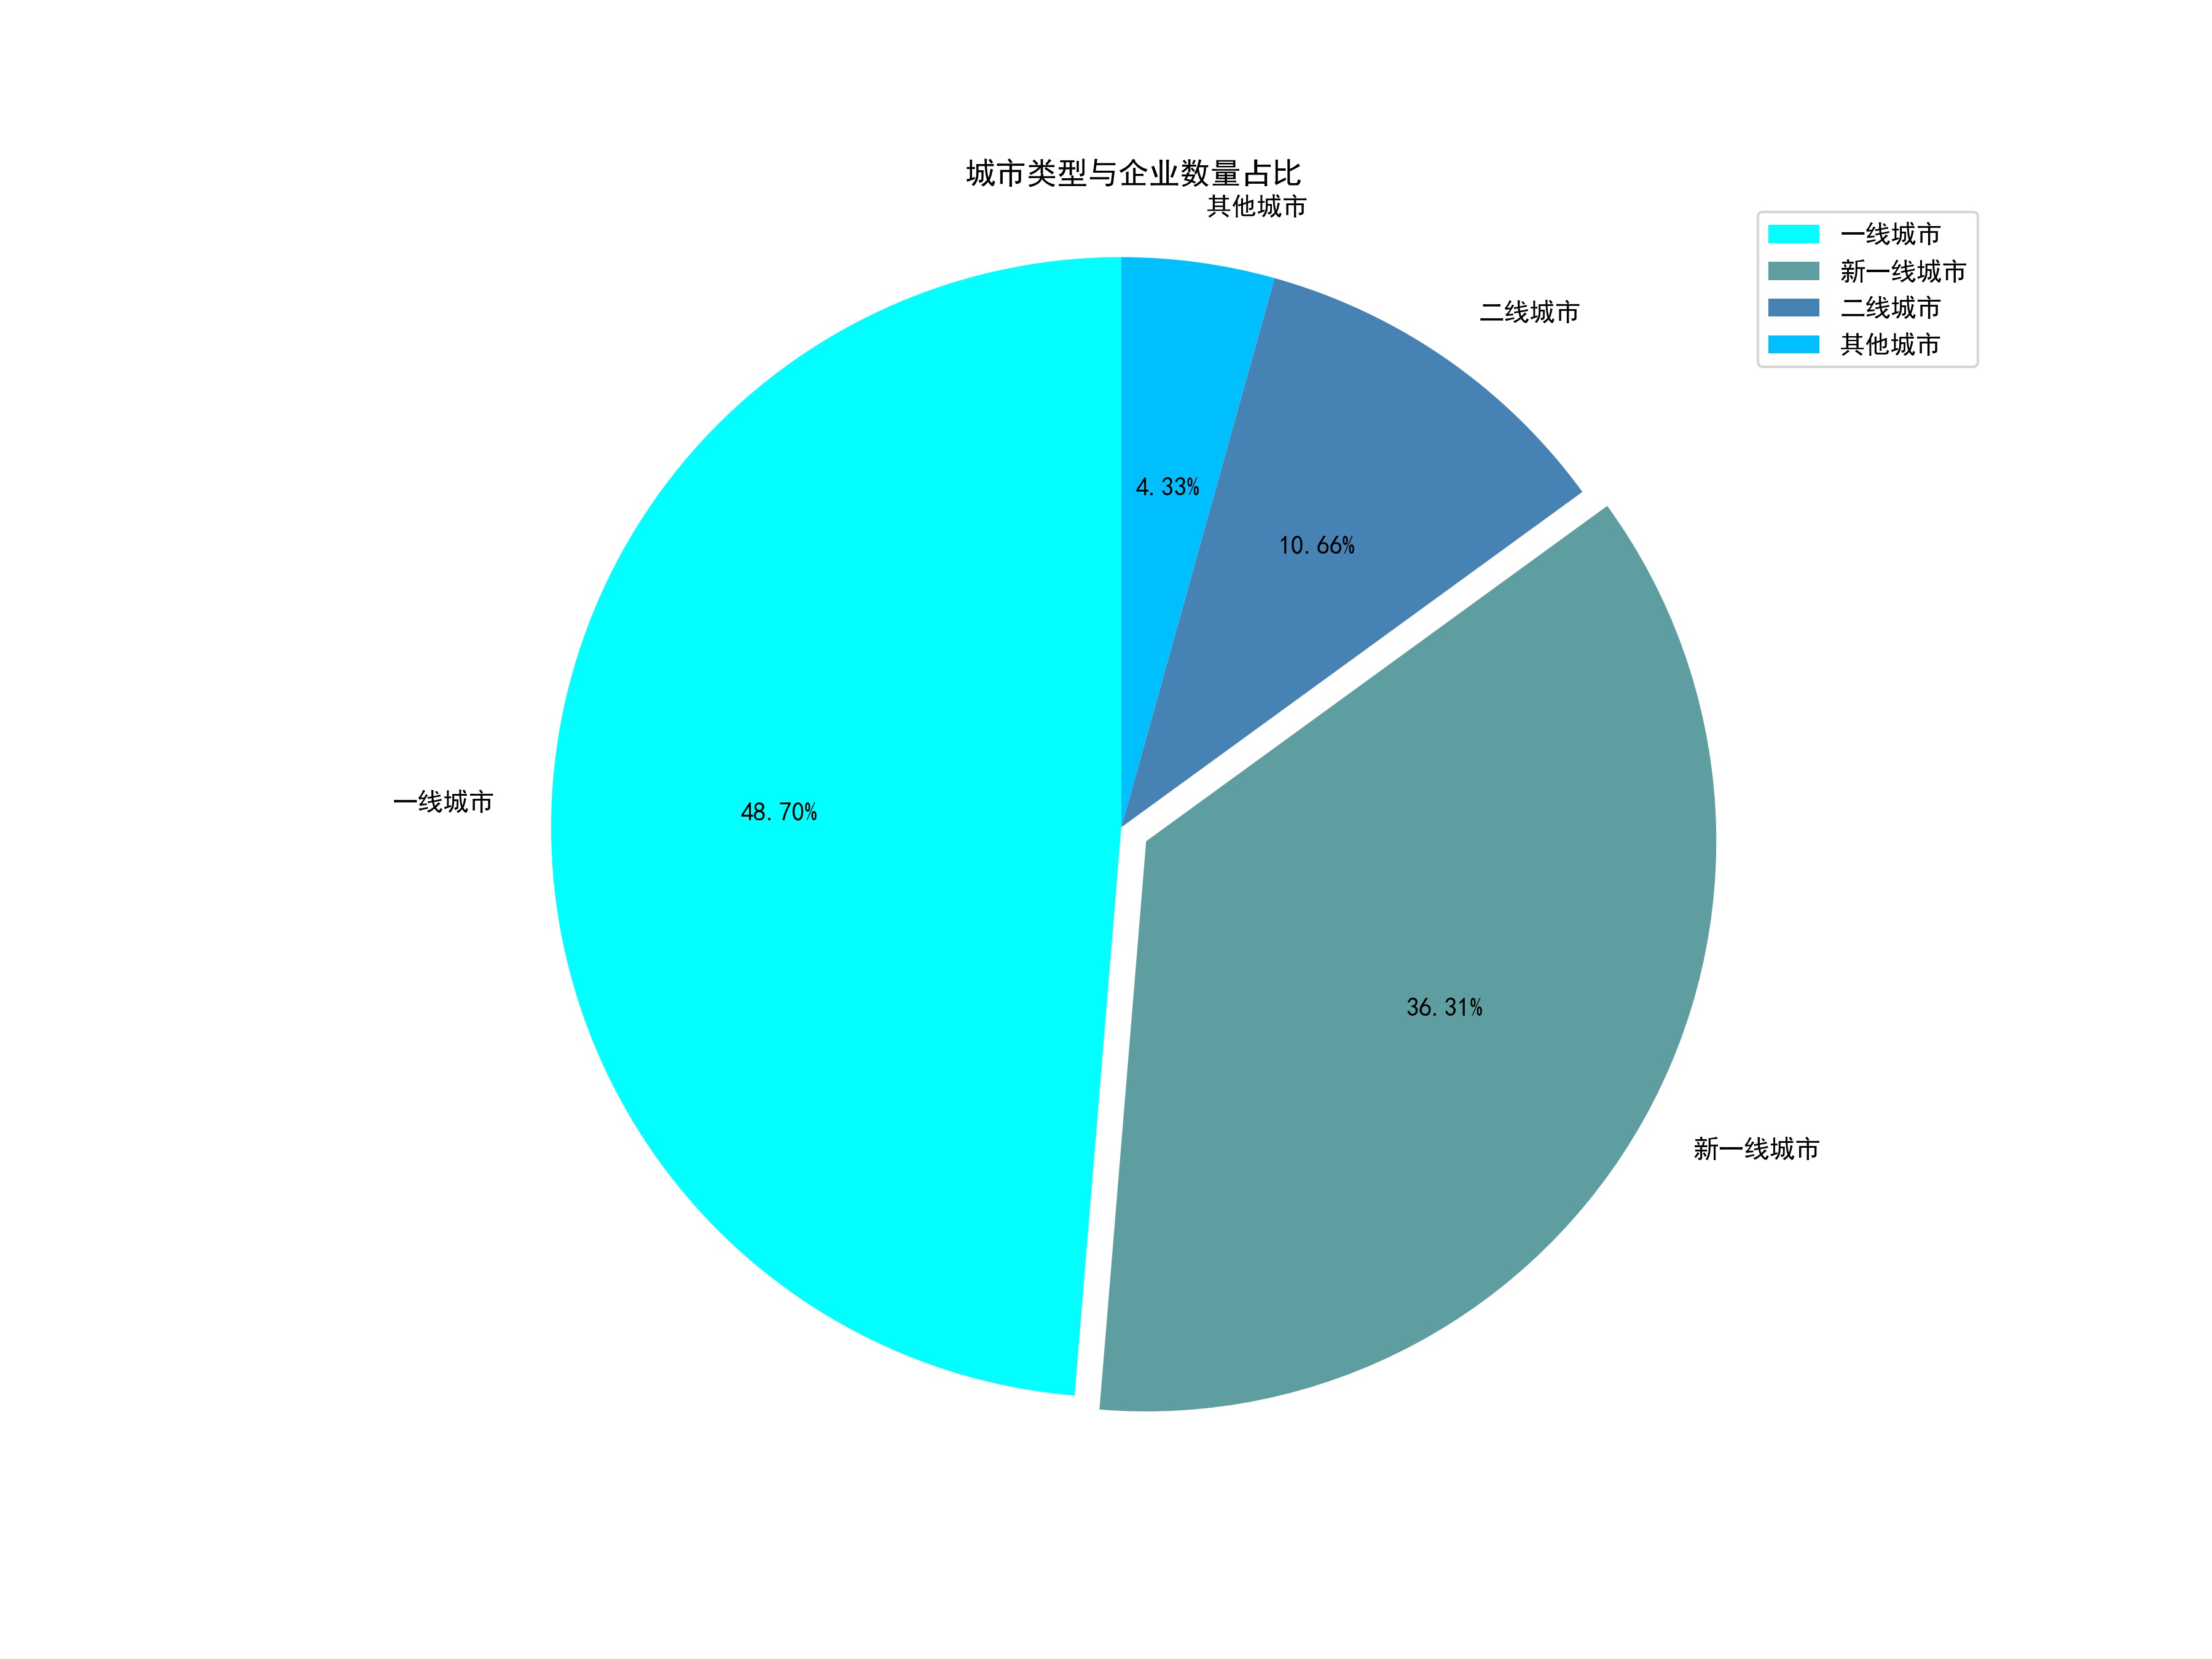 城市类型与企业数量占比
其他城市
一线城市
新一线城市
二线城市
其他城市
二线城市
4.33%
10.66%
一线城市
48.70%
36.31%
新一线城市